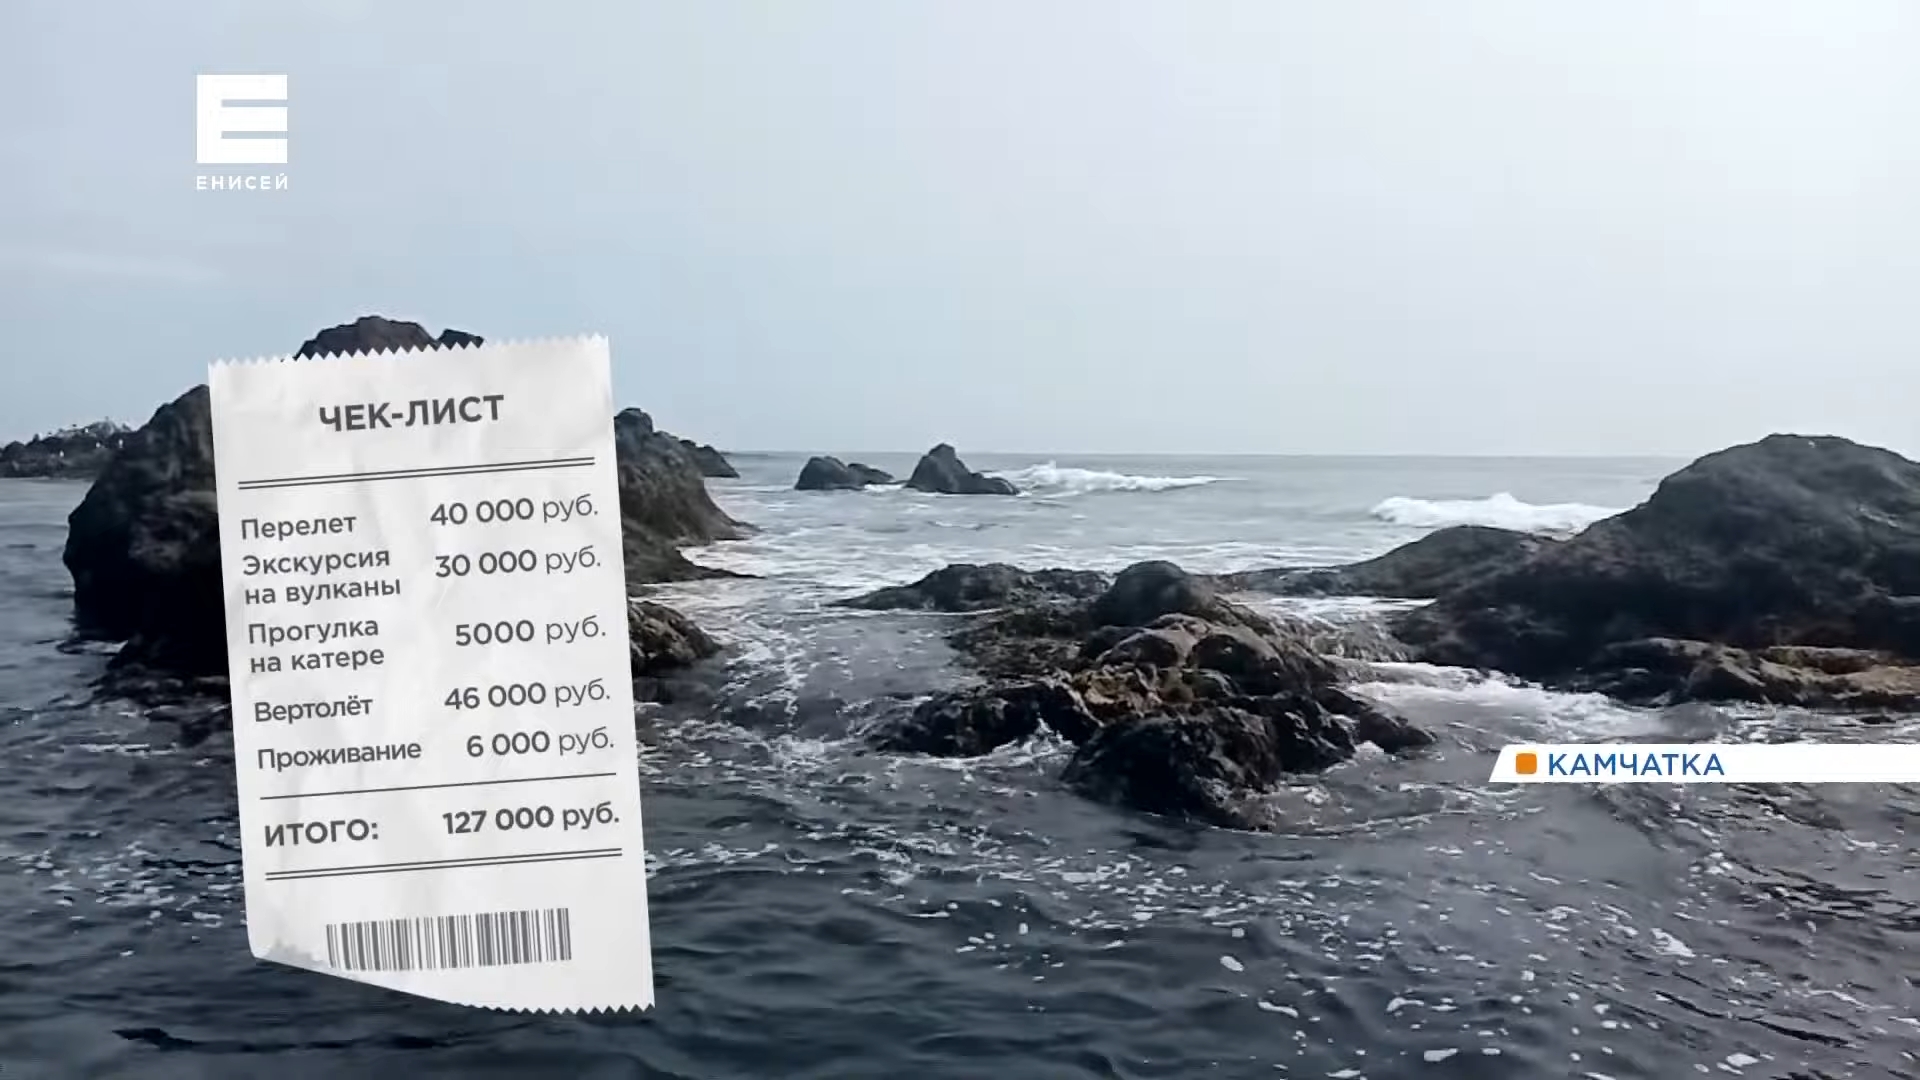 ЕНИСЕЙ
ЧЕК-ЛИСТ
Перелет 40 000 руб.
Экскурсия
на вулканы 30 000 руб.
Прогулка
на катере 5000 руб.
Вертолёт 46 000 руб.
Проживание 6 000 руб.
ИТОГО: 127 000 руб.
КАМЧАТКА